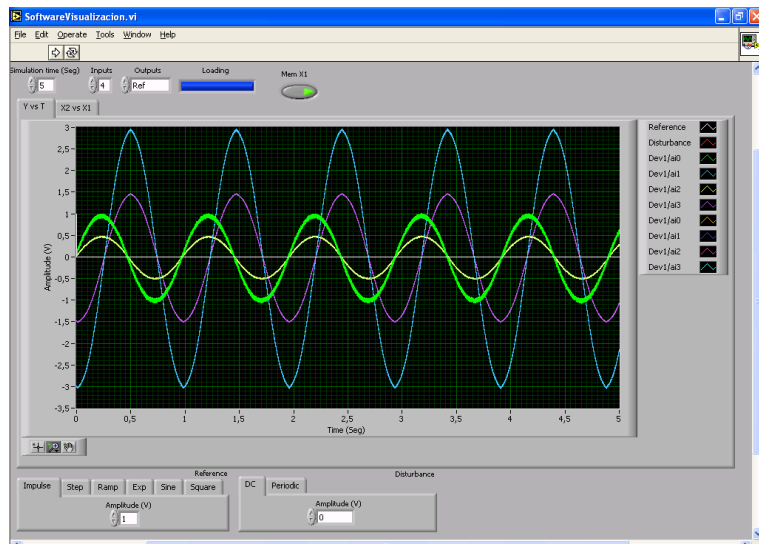 SoftwareVisualizacion.vi
File Edit Operate Tools Window Help
Simulation time (Seg) Inputs Outputs Loading Mem X1
5 4 Ref
Y vs T X2 vs X1
3
2,5
2
1,5
1
0,5
0
-0,5
-1
-1,5
-2
-2,5
-3
-3,5
Amplitude (V)
0 0,5 1 1,5 2 2,5 3 3,5 4 4,5 5
Time (Seg)
Reference
Disturbance
Dev1/ai0
Dev1/ai1
Dev1/ai2
Dev1/ai3
Dev1/ai0
Dev1/ai1
Dev1/ai2
Dev1/ai3
Reference Disturbance
Impulse Step Ramp Exp Sine Square DC Periodic
Amplitude (V) Amplitude (V)
1 0